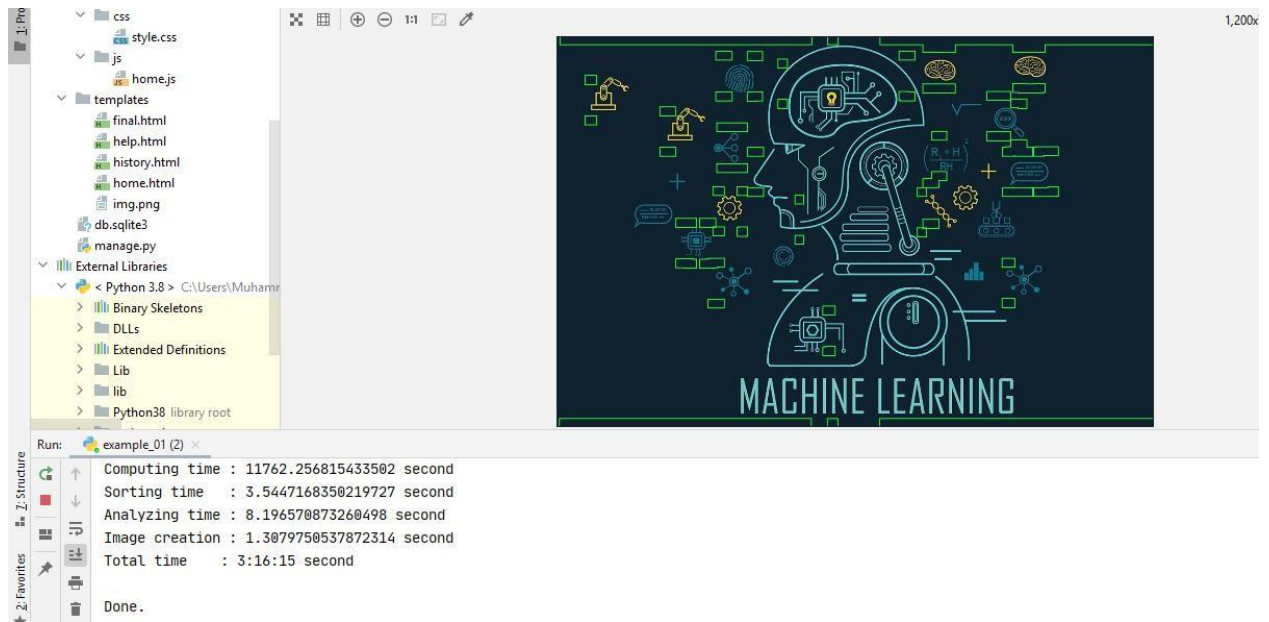 1: Pro
css
style.css
js
home.js
templates
final.html
help.html
history.html
home.html
img.png
db.sqlite3
manage.py
External Libraries
< Python 3.8 > C:\Users\Muhamm
Binary Skeletons
DLLs
Extended Definitions
Lib
lib
Python38 library root
1:1
1,200x
R + H
RH
MACHINE LEARNING
Run: example_01 (2)
Computing time : 11762.256815433502 second
Sorting time : 3.5447168350219727 second
Analyzing time : 8.196570873260498 second
Image creation : 1.3079750537872314 second
Total time : 3:16:15 second
Done.
Z: Structure
2: Favorites